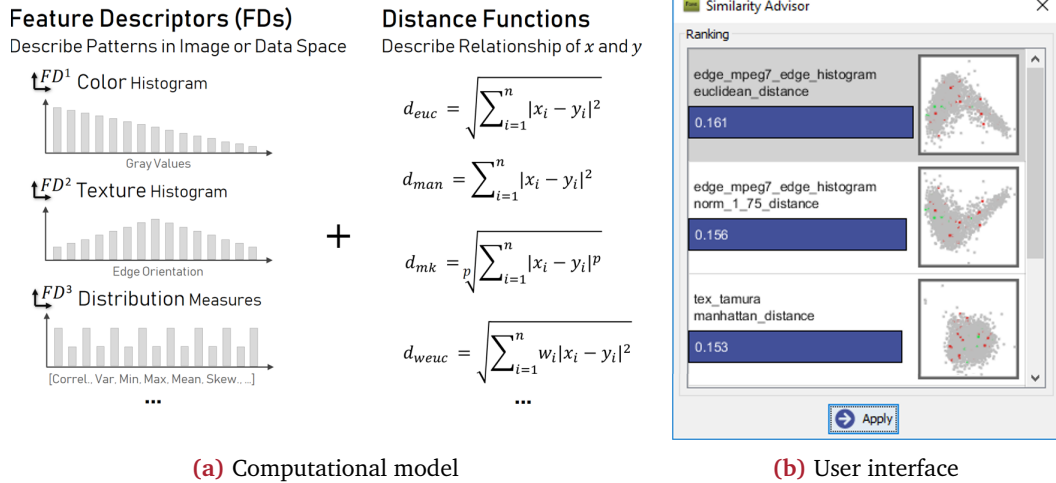 Feature Descriptors (FDs)
Describe Patterns in Image or Data Space
FD¹ Color Histogram
Gray Values
FD² Texture Histogram
Edge Orientation
FD³ Distribution Measures
[Correl., Var, Min, Max, Mean, Skew., ...]
...
+
Distance Functions
Describe Relationship of x and y
d_euc = √(∑_{i=1}^{n} |x_i − y_i|²)
d_man = ∑_{i=1}^{n} |x_i − y_i|²
d_mk = ᵖ√(∑_{i=1}^{n} |x_i − y_i|^p)
d_weuc = √(∑_{i=1}^{n} w_i|x_i − y_i|²)
...
(a) Computational model
Similarity Advisor
Ranking
edge_mpeg7_edge_histogram
euclidean_distance
0.161
edge_mpeg7_edge_histogram
norm_1_75_distance
0.156
tex_tamura
manhattan_distance
0.153
Apply
(b) User interface